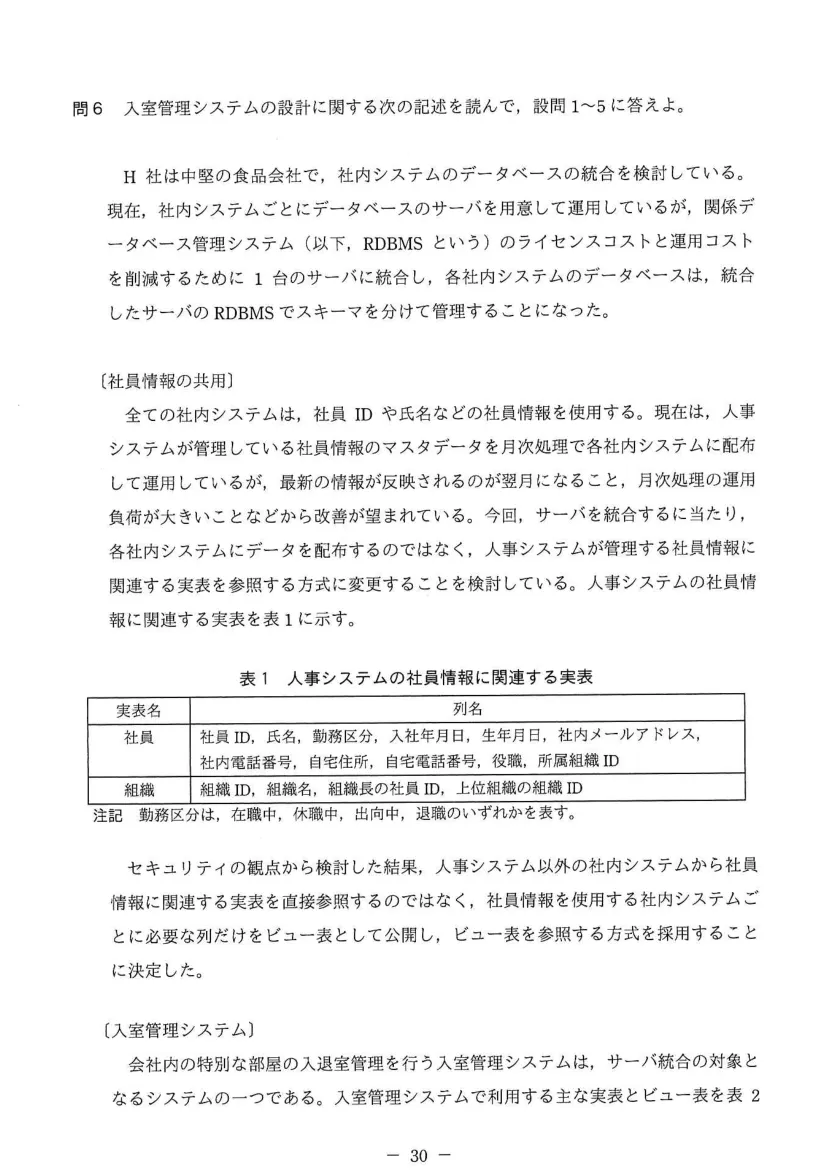 問6 入室管理システムの設計に関する次の記述を読んで，設問 1～5 に答えよ。
H 社は中堅の食品会社で，社内システムのデータベースの統合を検討している。
現在，社内システムごとにデータベースのサーバを用意して運用しているが，関係デ
ータベース管理システム（以下，RDBMS という）のライセンスコストと運用コスト
を削減するために 1 台のサーバに統合し，各社内システムのデータベースは，統合
したサーバの RDBMS でスキーマを分けて管理することになった。
〔社員情報の共用〕
全ての社内システムは，社員 ID や氏名などの社員情報を使用する。現在は，人事
システムが管理している社員情報のマスタデータを月次処理で各社内システムに配布
して運用しているが，最新の情報が反映されるのが翌月になること，月次処理の運用
負荷が大きいことなどから改善が望まれている。今回，サーバを統合するに当たり，
各社内システムにデータを配布するのではなく，人事システムが管理する社員情報に
関連する実表を参照する方式に変更することを検討している。人事システムの社員情
報に関連する実表を表 1 に示す。
表 1 人事システムの社員情報に関連する実表
実表名 列名
社員 社員 ID，氏名，勤務区分，入社年月日，生年月日，社内メールアドレス，
社内電話番号，自宅住所，自宅電話番号，役職，所属組織 ID
組織 組織 ID，組織名，組織長の社員 ID，上位組織の組織 ID
注記 勤務区分は，在職中，休職中，出向中，退職のいずれかを表す。
セキュリティの観点から検討した結果，人事システム以外の社内システムから社員
情報に関連する実表を直接参照するのではなく，社員情報を使用する社内システムご
とに必要な列だけをビュー表として公開し，ビュー表を参照する方式を採用すること
に決定した。
〔入室管理システム〕
会社内の特別な部屋の入退室管理を行う入室管理システムは，サーバ統合の対象と
なるシステムの一つである。入室管理システムで利用する主な実表とビュー表を表 2
－ 30 －